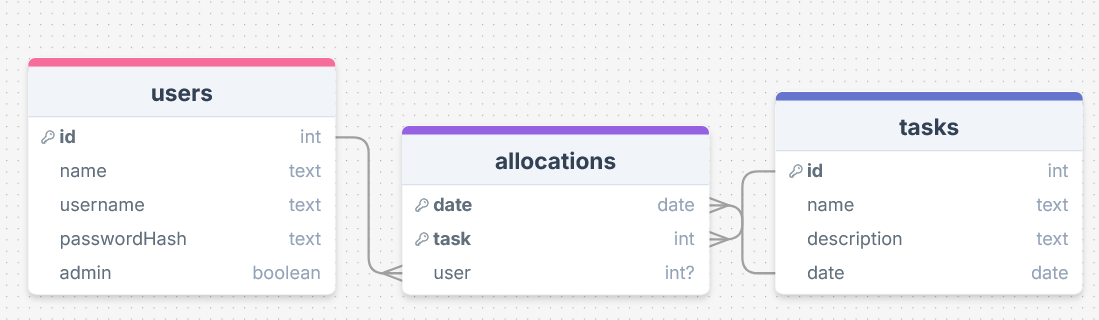 users
id int
name text
username text
passwordHash text
admin boolean
allocations
date date
task int
user int?
tasks
id int
name text
description text
date date